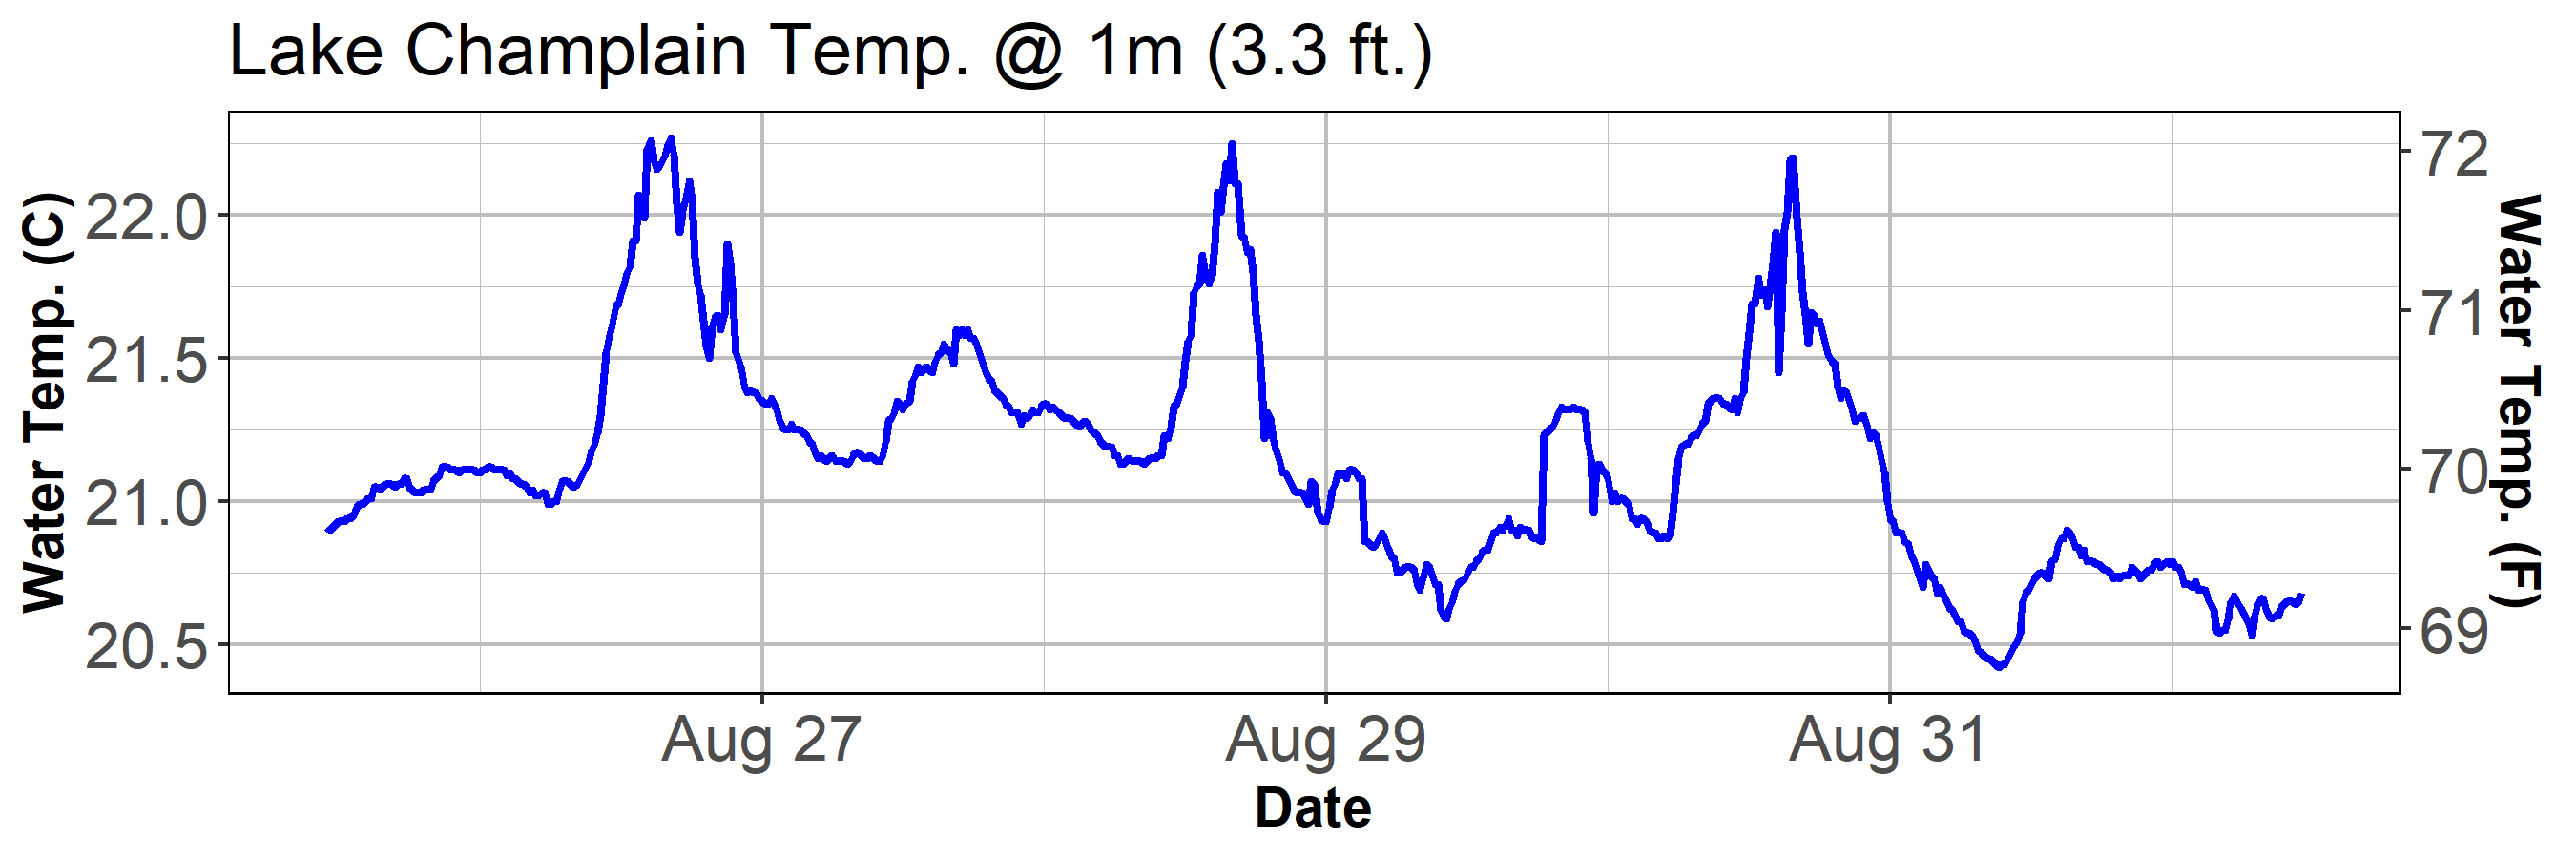 Lake Champlain Temp. @ 1m (3.3 ft.)
Water Temp. (C)
22.0
21.5
21.0
20.5
72
71
70
69
Water Temp. (F)
Aug 27
Aug 29
Aug 31
Date